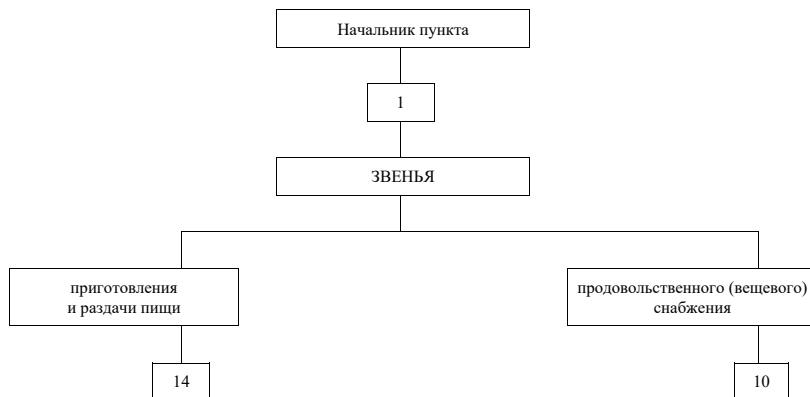 Начальник пункта
1
ЗВЕНЬЯ
приготовления
и раздачи пищи
продовольственного (вещевого)
снабжения
14
10